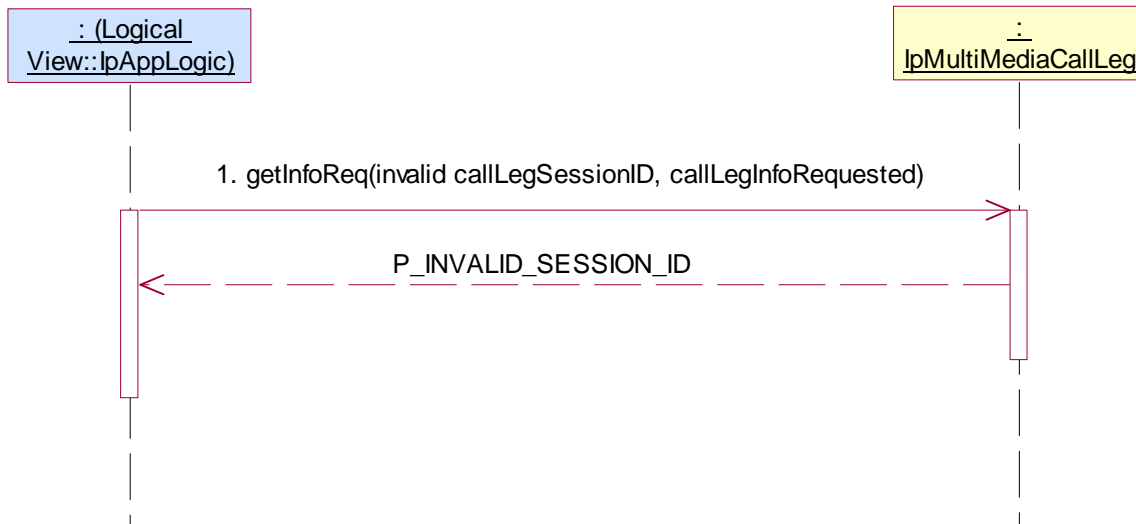 : (Logical
View::IpAppLogic)
:
IpMultiMediaCallLeg
1. getInfoReq(invalid callLegSessionID, callLegInfoRequested)
P_INVALID_SESSION_ID